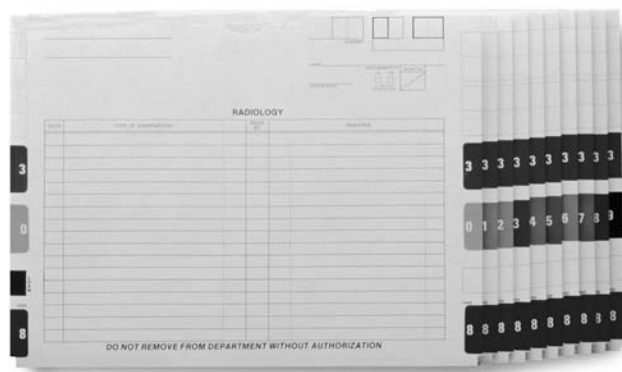 RADIOLOGY
DATE TYPE OF EXAMINATION REMARKS
3 3 3 3 3 3 3 3 3 3 3
0 0 1 2 3 4 5 6 7 8 9
8 8 8 8 8 8 8 8 8 8 8
DO NOT REMOVE FROM DEPARTMENT WITHOUT AUTHORIZATION